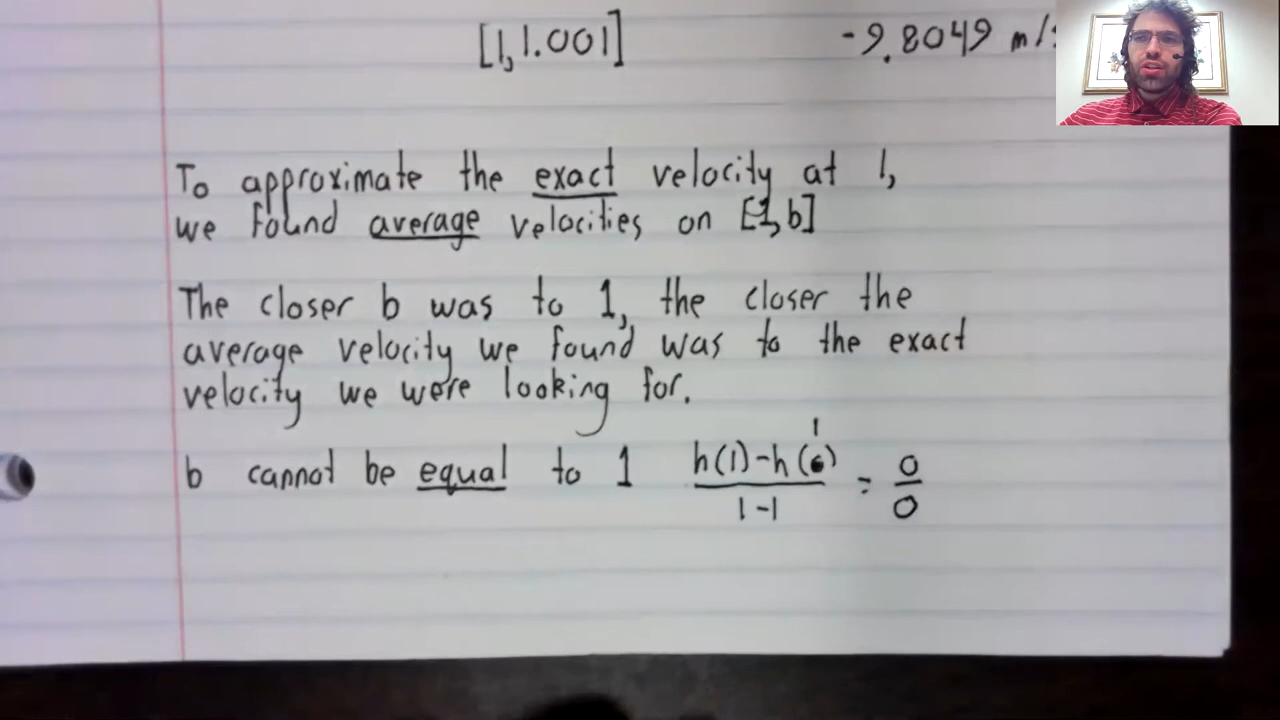 [1, 1.001] -9.8049 m/
To approximate the exact velocity at 1,
we found average velocities on [1, b]
The closer b was to 1, the closer the
average velocity we found was to the exact
velocity we were looking for.
b cannot be equal to 1 h(1)-h(1) / 1-1 = 0/0